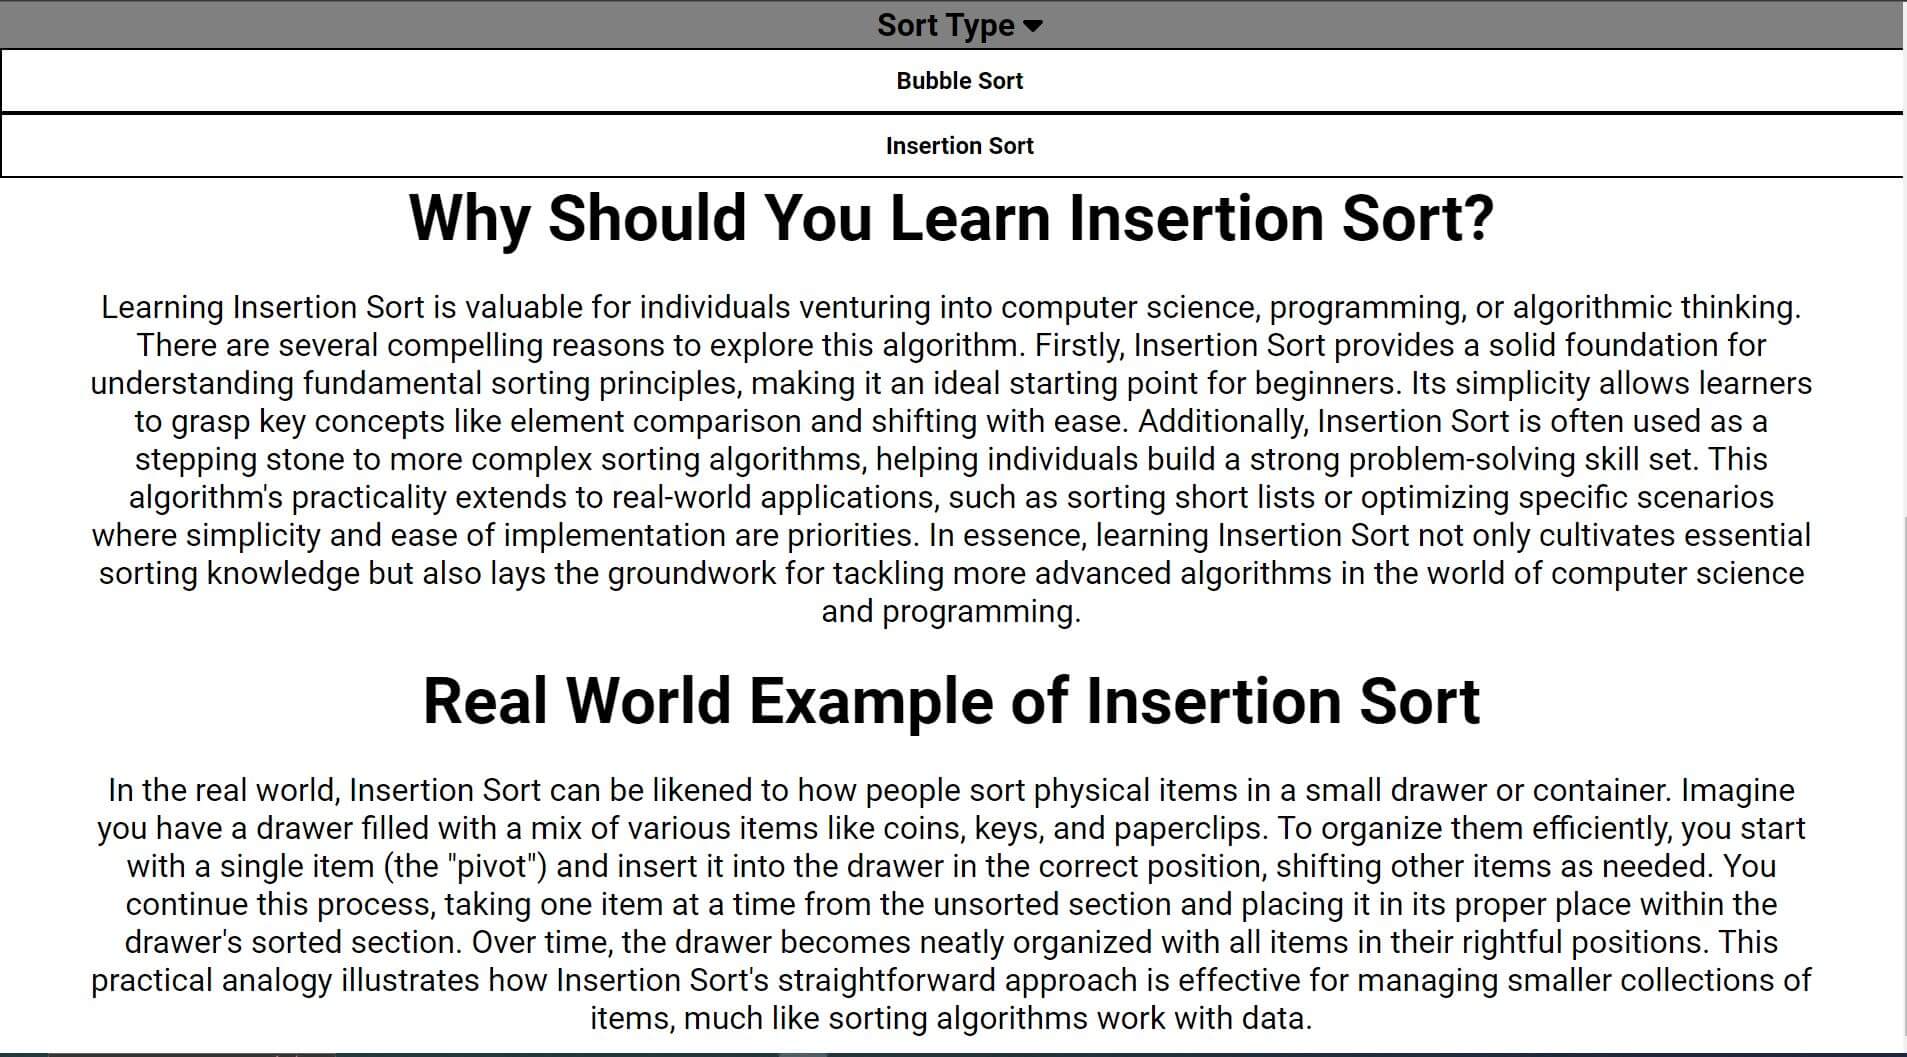 Sort Type
Bubble Sort
Insertion Sort
Why Should You Learn Insertion Sort?
Learning Insertion Sort is valuable for individuals venturing into computer science, programming, or algorithmic thinking.
There are several compelling reasons to explore this algorithm. Firstly, Insertion Sort provides a solid foundation for
understanding fundamental sorting principles, making it an ideal starting point for beginners. Its simplicity allows learners
to grasp key concepts like element comparison and shifting with ease. Additionally, Insertion Sort is often used as a
stepping stone to more complex sorting algorithms, helping individuals build a strong problem-solving skill set. This
algorithm's practicality extends to real-world applications, such as sorting short lists or optimizing specific scenarios
where simplicity and ease of implementation are priorities. In essence, learning Insertion Sort not only cultivates essential
sorting knowledge but also lays the groundwork for tackling more advanced algorithms in the world of computer science
and programming.
Real World Example of Insertion Sort
In the real world, Insertion Sort can be likened to how people sort physical items in a small drawer or container. Imagine
you have a drawer filled with a mix of various items like coins, keys, and paperclips. To organize them efficiently, you start
with a single item (the "pivot") and insert it into the drawer in the correct position, shifting other items as needed. You
continue this process, taking one item at a time from the unsorted section and placing it in its proper place within the
drawer's sorted section. Over time, the drawer becomes neatly organized with all items in their rightful positions. This
practical analogy illustrates how Insertion Sort's straightforward approach is effective for managing smaller collections of
items, much like sorting algorithms work with data.